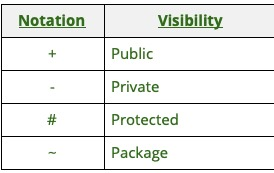 Notation Visibility
+ Public
- Private
# Protected
~ Package